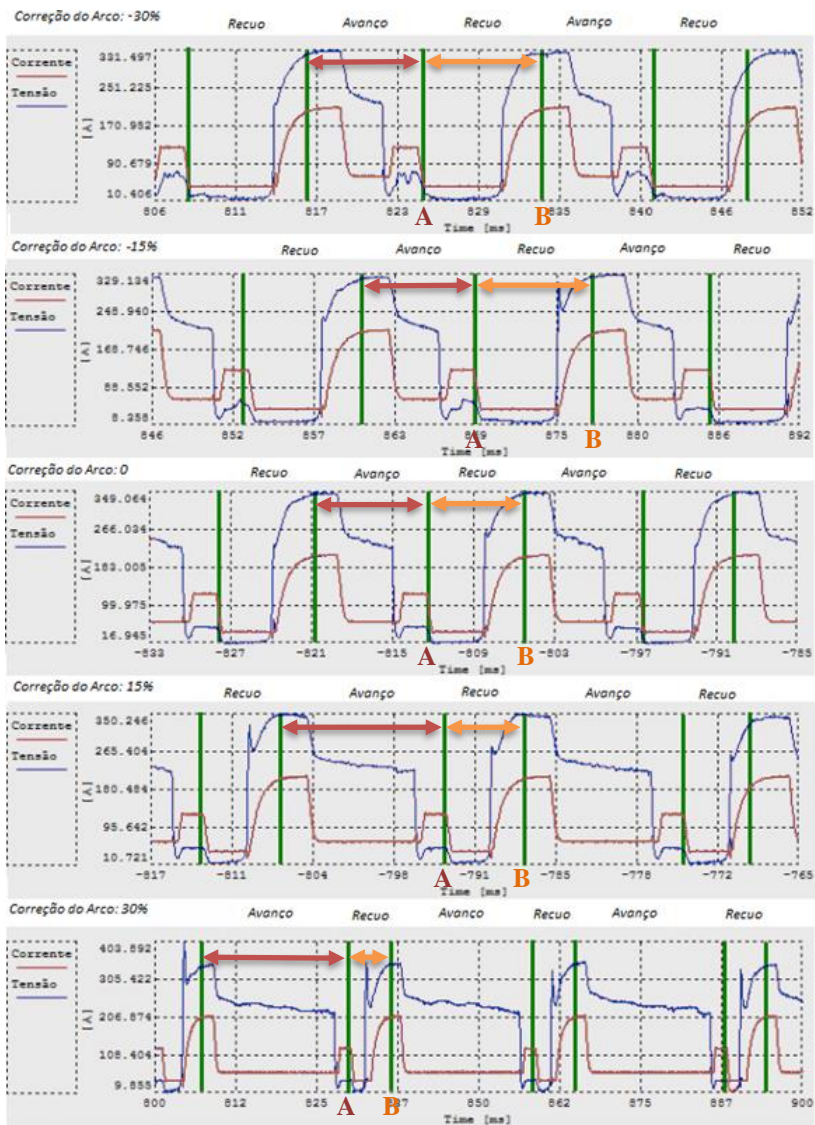 Correção do Arco: -30%
Recuo Avanço Recuo Avanço Recuo
Corrente
Tensão
[A]
331.497
251.225
170.952
90.679
10.406
806 811 817 823 829 835 840 846 852
A B
Time [ms]
Correção do Arco: -15%
Recuo Avanço Recuo Avanço Recuo
Corrente
Tensão
[A]
329.134
248.940
168.746
88.552
8.358
846 852 857 863 869 875 880 886 892
A B
Time [ms]
Correção do Arco: 0
Recuo Avanço Recuo Avanço Recuo
Corrente
Tensão
[A]
349.064
266.034
183.005
99.975
16.945
-833 -827 -821 -815 -809 -803 -797 -791 -785
A B
Time [ms]
Correção do Arco: 15%
Recuo Avanço Recuo Avanço Recuo
Corrente
Tensão
[A]
350.246
265.404
180.484
95.642
10.721
-817 -811 -804 -798 -791 -785 -778 -772 -765
A B
Time [ms]
Correção do Arco: 30%
Avanço Recuo Avanço Recuo Avanço Recuo
Corrente
Tensão
[A]
403.892
305.422
206.874
108.404
9.855
800 812 825 837 850 862 875 887 900
A B
Time [ms]